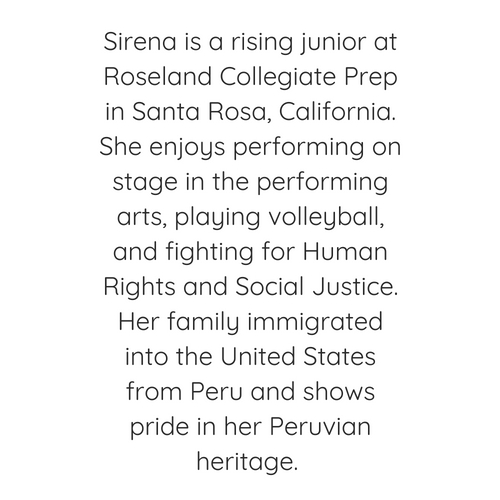 Sirena is a rising junior at
Roseland Collegiate Prep
in Santa Rosa, California.
She enjoys performing on
stage in the performing
arts, playing volleyball,
and fighting for Human
Rights and Social Justice.
Her family immigrated
into the United States
from Peru and shows
pride in her Peruvian
heritage.